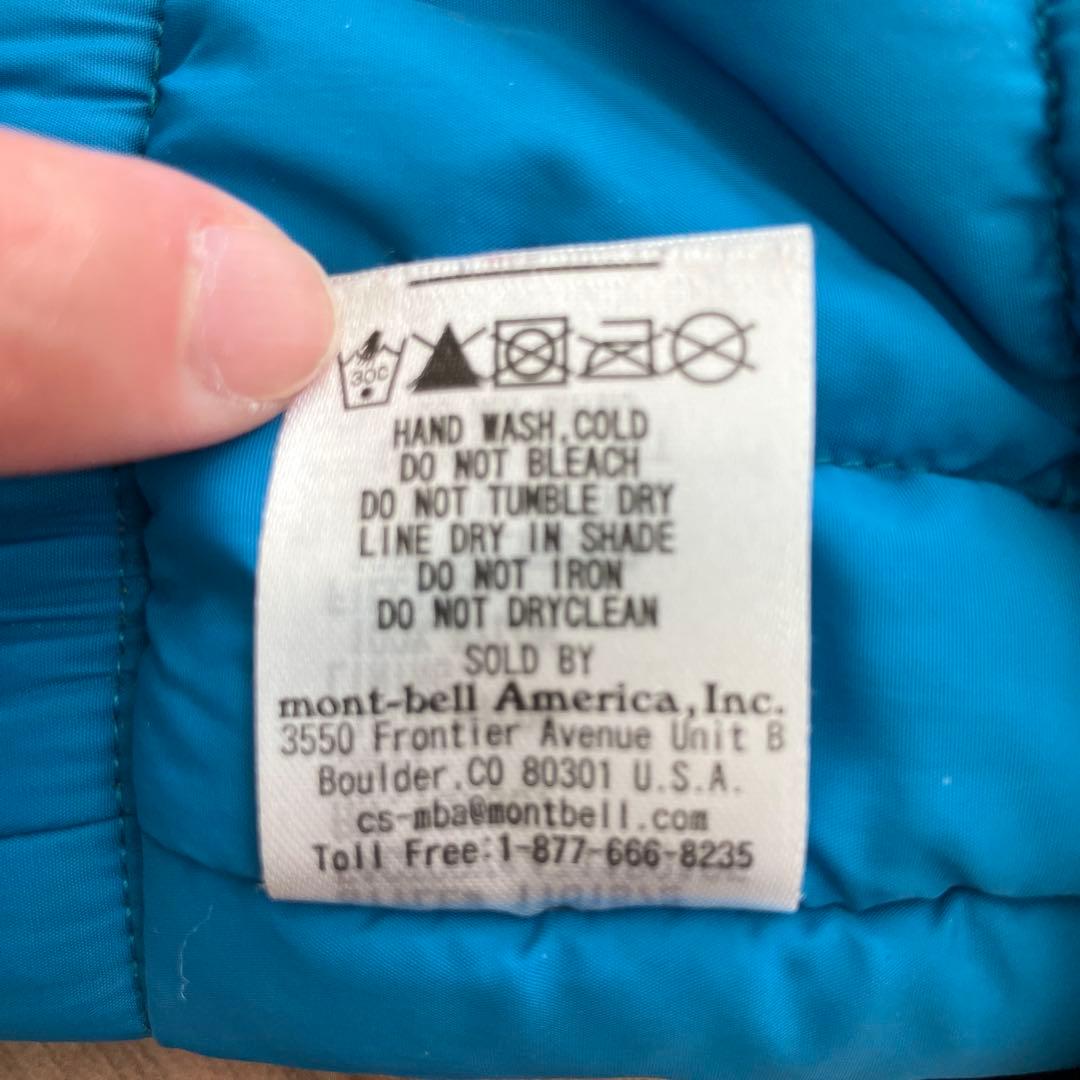 30C
HAND WASH,COLD
DO NOT BLEACH
DO NOT TUMBLE DRY
LINE DRY IN SHADE
DO NOT IRON
DO NOT DRYCLEAN
SOLD BY
mont-bell America,Inc.
3550 Frontier Avenue Unit B
Boulder,CO 80301 U.S.A.
cs-mba@montbell.com
Toll Free:1-877-666-8235